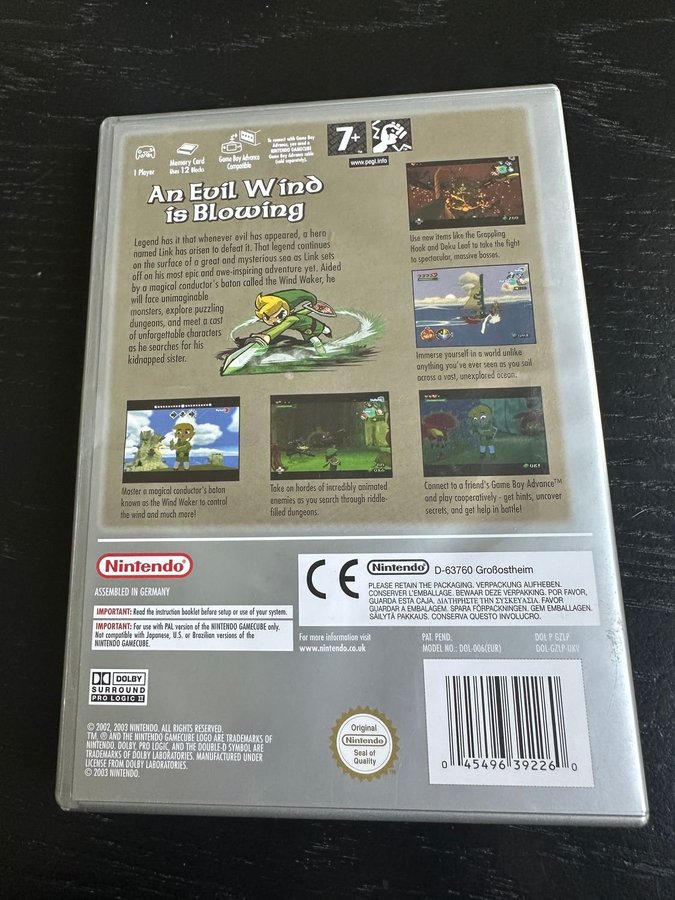 1 Player
Memory Card
Uses 12 Blocks
Game Boy Advance
Compatible
To connect with Game Boy
Advance, you need a
NINTENDO GAMECUBE
Game Boy Advance cable
(sold separately).
7+
www.pegi.info
An Evil Wind
is Blowing
Legend has it that whenever evil has appeared, a hero
named Link has arisen to defeat it. That legend continues
on the surface of a great and mysterious sea as Link sets
off on his most epic and awe-inspiring adventure yet. Aided
by a magical conductor's baton called the Wind Waker, he
will face unimaginable
monsters, explore puzzling
dungeons, and meet a cast
of unforgettable characters
as he searches for his
kidnapped sister.
Use new items like the Grappling
Hook and Deku Leaf to take the fight
to spectacular, massive bosses.
Immerse yourself in a world unlike
anything you've ever seen as you sail
across a vast, unexplored ocean.
Master a magical conductor's baton
known as the Wind Waker to control
the wind and much more!
Take on hordes of incredibly animated
enemies as you search through riddle-
filled dungeons.
Connect to a friend's Game Boy Advance™
and play cooperatively - get hints, uncover
secrets, and get help in battle!
Nintendo®
ASSEMBLED IN GERMANY
IMPORTANT: Read the instruction booklet before setup or use of your system.
IMPORTANT: For use with PAL version of the NINTENDO GAMECUBE only.
Not compatible with Japanese, U.S. or Brazilian versions of the
NINTENDO GAMECUBE.
CE
Nintendo® D-63760 Großostheim
PLEASE RETAIN THE PACKAGING. VERPACKUNG AUFHEBEN.
CONSERVER L'EMBALLAGE. BEWAAR DEZE VERPAKKING. POR FAVOR,
GUARDA ESTA CAJA. ΔΙΑΤΗΡΗΣΤΕ ΤΗΝ ΣΥΣΚΕΥΑΣΙΑ. FAVOR
GUARDAR A EMBALAGEM. SPARA FÖRPACKNINGEN. GEM EMBALLAGEN.
SÄILYTÄ PAKKAUS. CONSERVA QUESTO INVOLUCRO.
For more information visit
www.nintendo.co.uk
PAT. PEND.
MODEL NO.: DOL-006(EUR)
DOL P GZLP
DOL-GZLP-UKV
DOLBY
SURROUND
PRO LOGIC II
© 2002, 2003 NINTENDO. ALL RIGHTS RESERVED.
TM, ® AND THE NINTENDO GAMECUBE LOGO ARE TRADEMARKS OF
NINTENDO. DOLBY, PRO LOGIC, AND THE DOUBLE-D SYMBOL ARE
TRADEMARKS OF DOLBY LABORATORIES. MANUFACTURED UNDER
LICENSE FROM DOLBY LABORATORIES.
© 2003 NINTENDO.
Original
Nintendo
Seal of
Quality
0 45496 39226 0